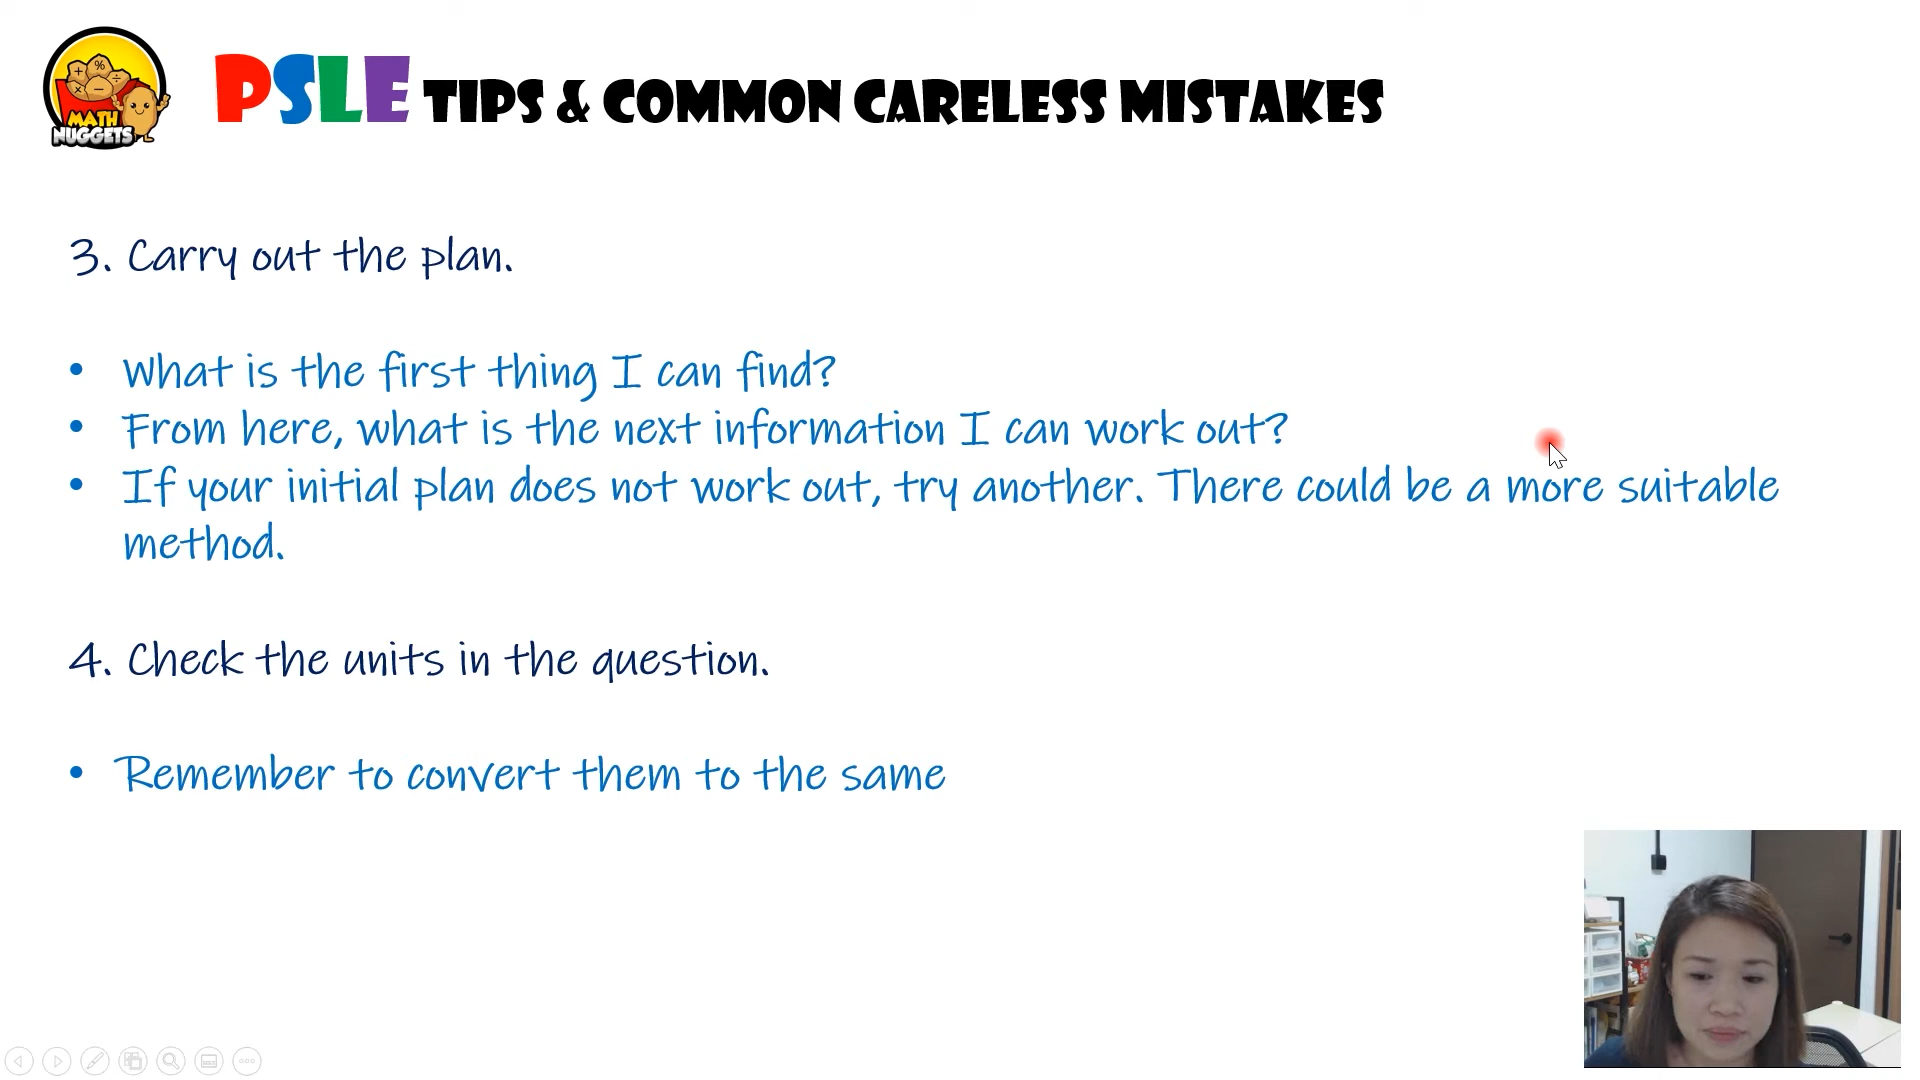 MATH
NUGGETS
PSLE TIPS & COMMON CARELESS MISTAKES
3. Carry out the plan.
• What is the first thing I can find?
• From here, what is the next information I can work out?
• If your initial plan does not work out, try another. There could be a more suitable
method.
4. Check the units in the question.
• Remember to convert them to the same